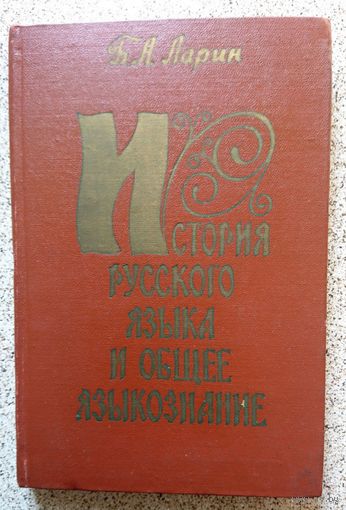 Б. А. Ларин
История
русского
языка
и общее
языкознание